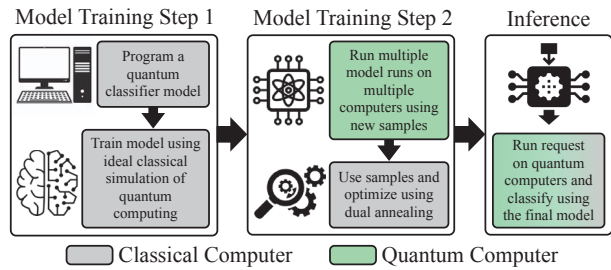 Model Training Step 1
Model Training Step 2
Inference
Program a
quantum
classifier model
Train model using
ideal classical
simulation of
quantum
computing
Run multiple
model runs on
multiple
computers using
new samples
Use samples and
optimize using
dual annealing
Run request
on quantum
computers and
classify using
the final model
Classical Computer
Quantum Computer